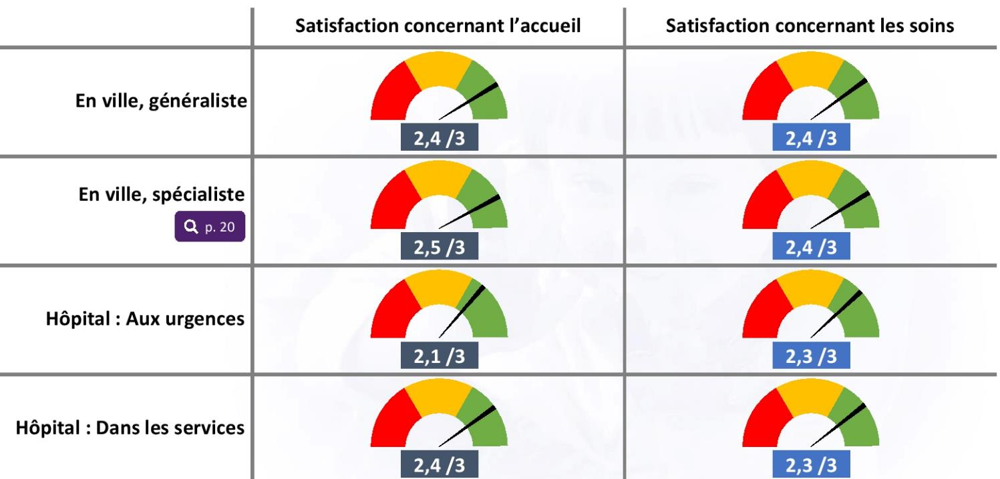 Satisfaction concernant l’accueil
Satisfaction concernant les soins
En ville, généraliste
2,4 /3
2,4 /3
En ville, spécialiste
p. 20
2,5 /3
2,4 /3
Hôpital : Aux urgences
2,1 /3
2,3 /3
Hôpital : Dans les services
2,4 /3
2,3 /3